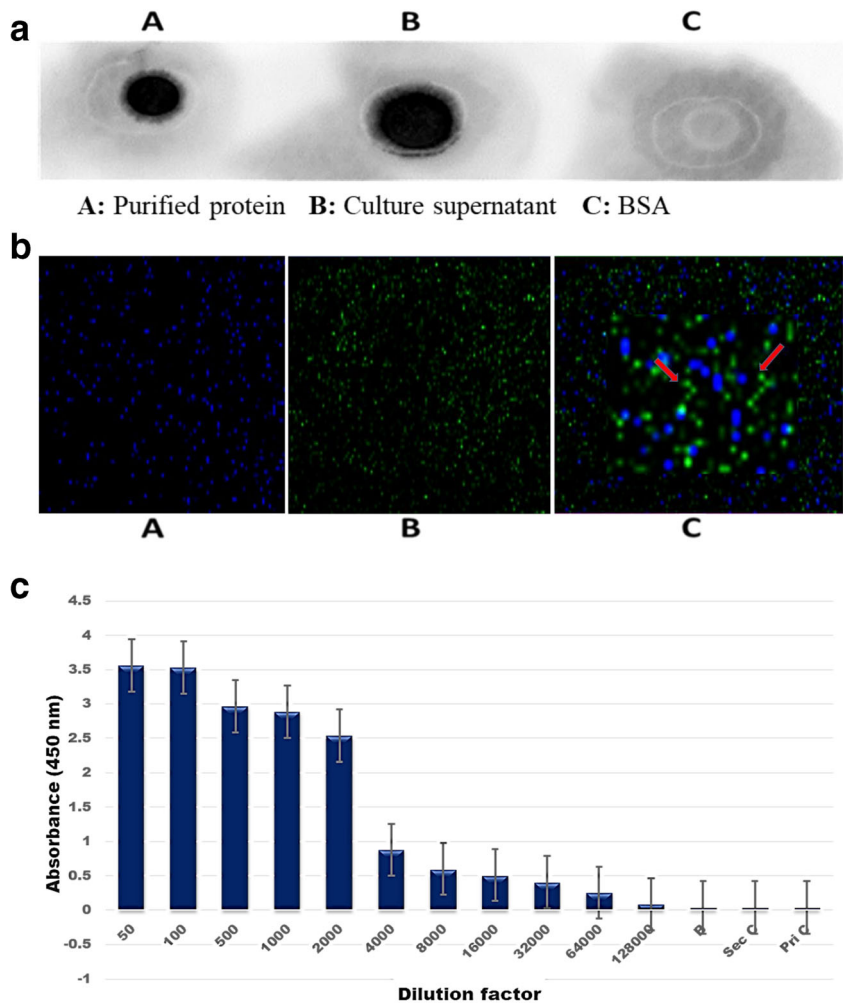 a
A B C
A: Purified protein B: Culture supernatant C: BSA
b
A B C
c
4.5
4
3.5
3
2.5
2
1.5
1
0.5
0
-0.5
-1
Absorbance (450 nm)
50 100 500 1000 2000 4000 8000 16000 32000 64000 128000 B Sec C Pri C
Dilution factor